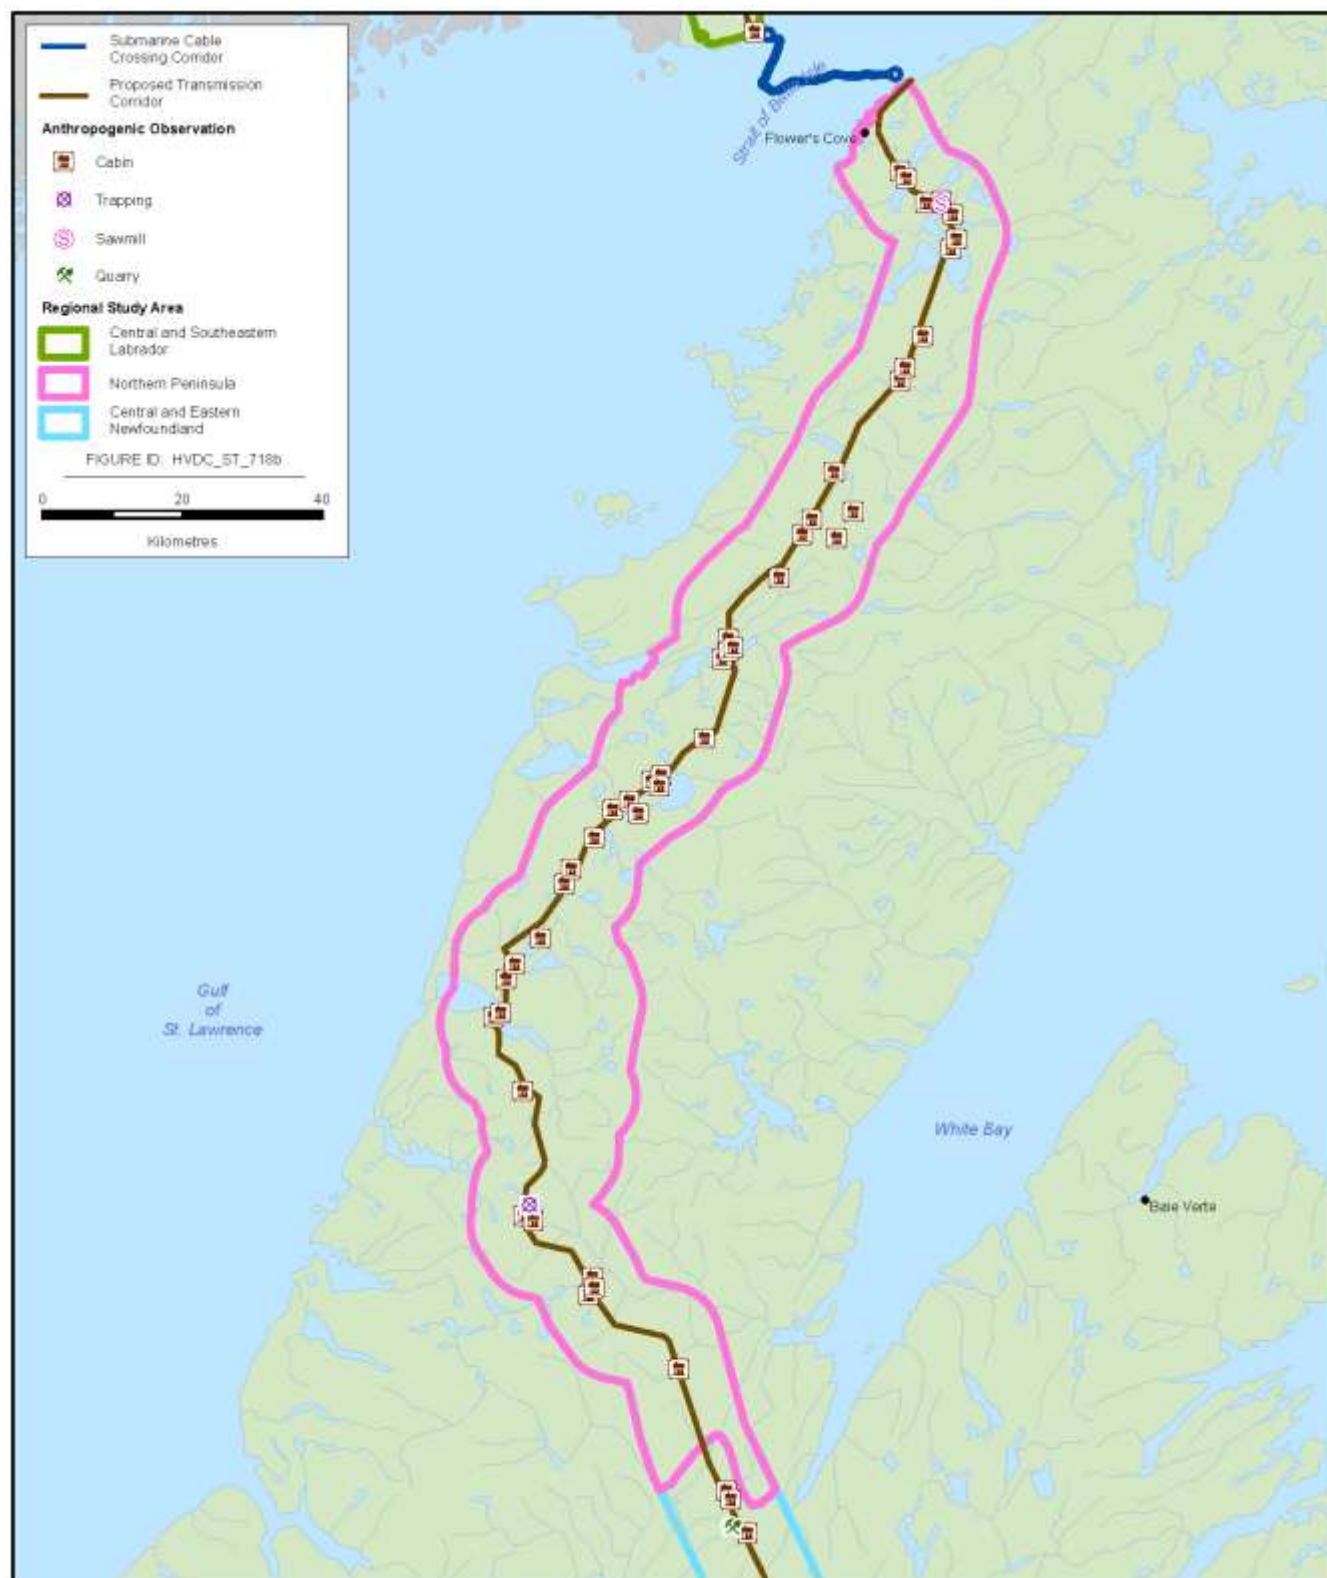 Submarine Cable
Crossing Corridor
Proposed Transmission
Corridor
Anthropogenic Observation
Cabin
Trapping
Sawmill
Quarry
Regional Study Area
Central and Southeastern
Labrador
Northern Peninsula
Central and Eastern
Newfoundland
FIGURE ID: HVDC_ST_718b
0 20 40
Kilometres
Strait of Belle Isle
Flower's Cove
Gulf
of
St. Lawrence
White Bay
Baie Verte